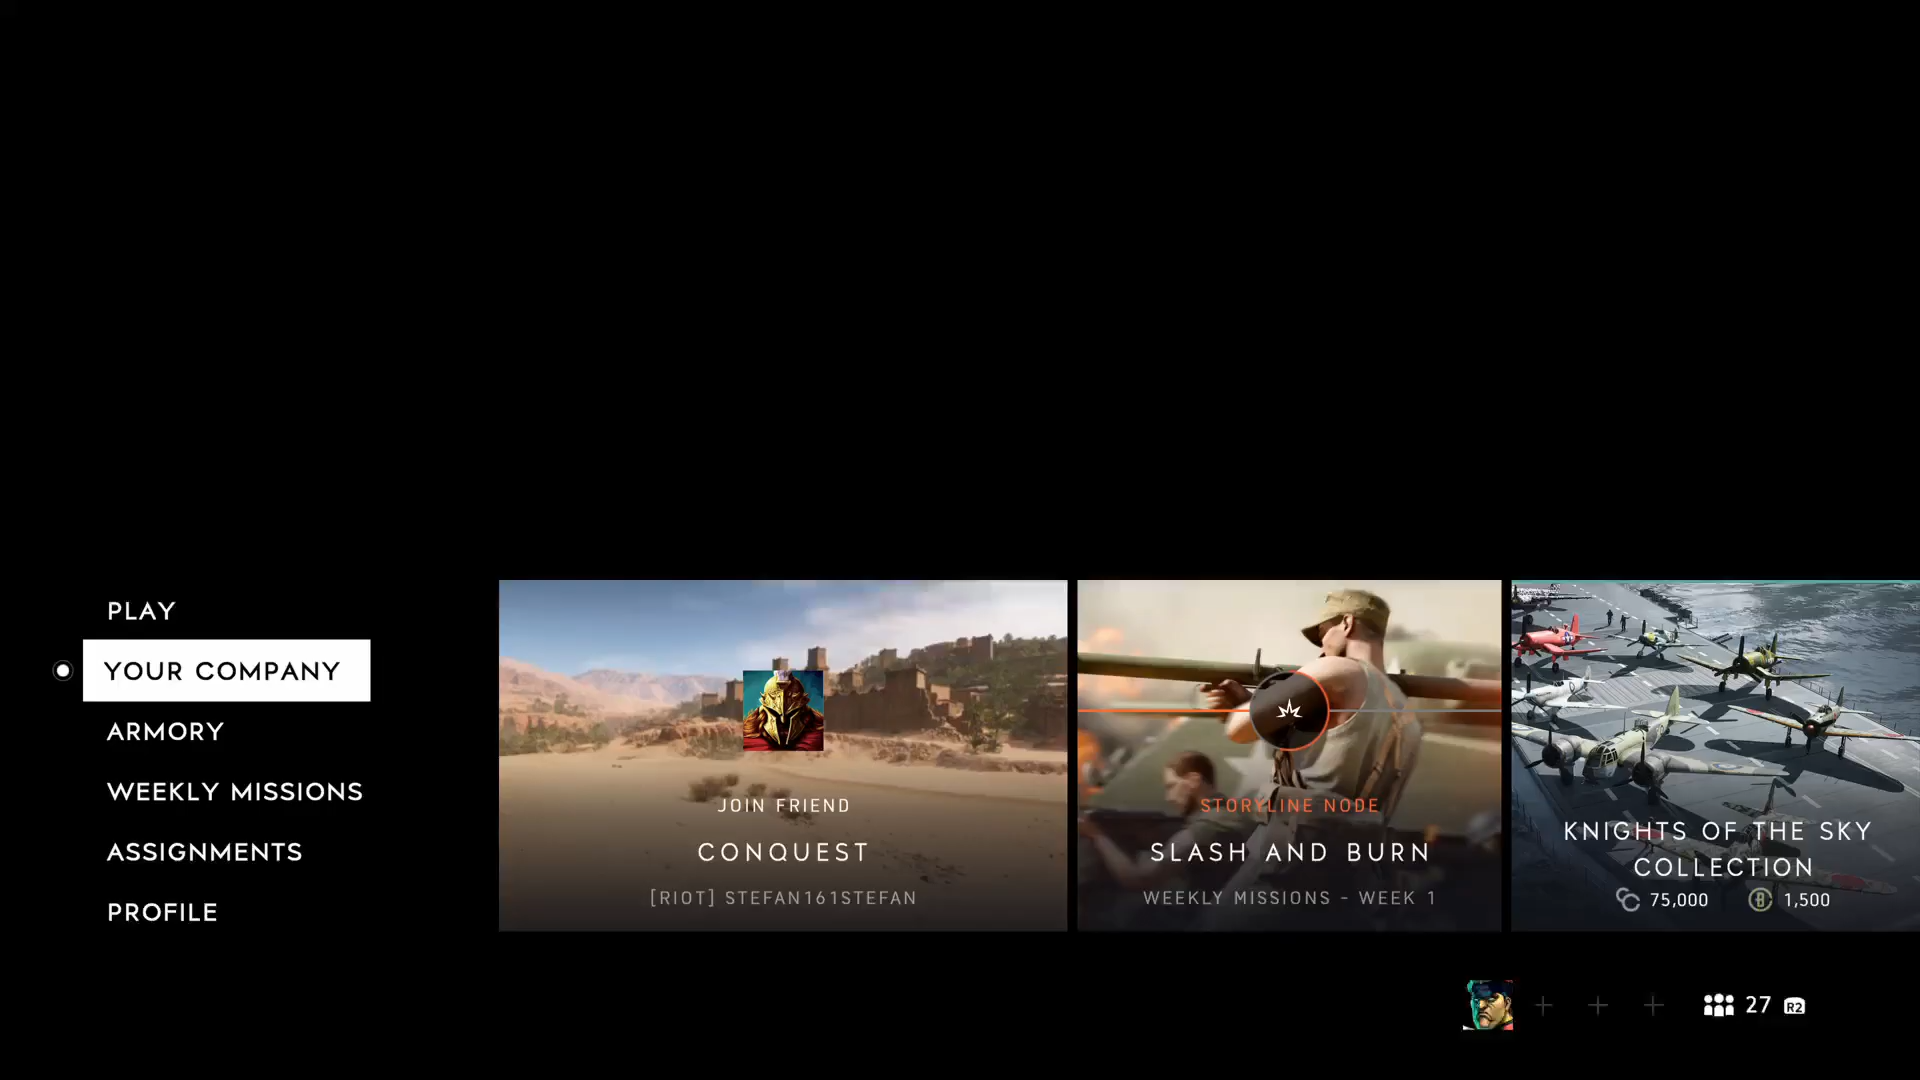 PLAY
YOUR COMPANY
ARMORY
WEEKLY MISSIONS
ASSIGNMENTS
PROFILE
JOIN FRIEND
CONQUEST
[RIOT] STEFAN161STEFAN
STORYLINE NODE
SLASH AND BURN
WEEKLY MISSIONS - WEEK 1
KNIGHTS OF THE SKY
COLLECTION
75,000 1,500
27 R2